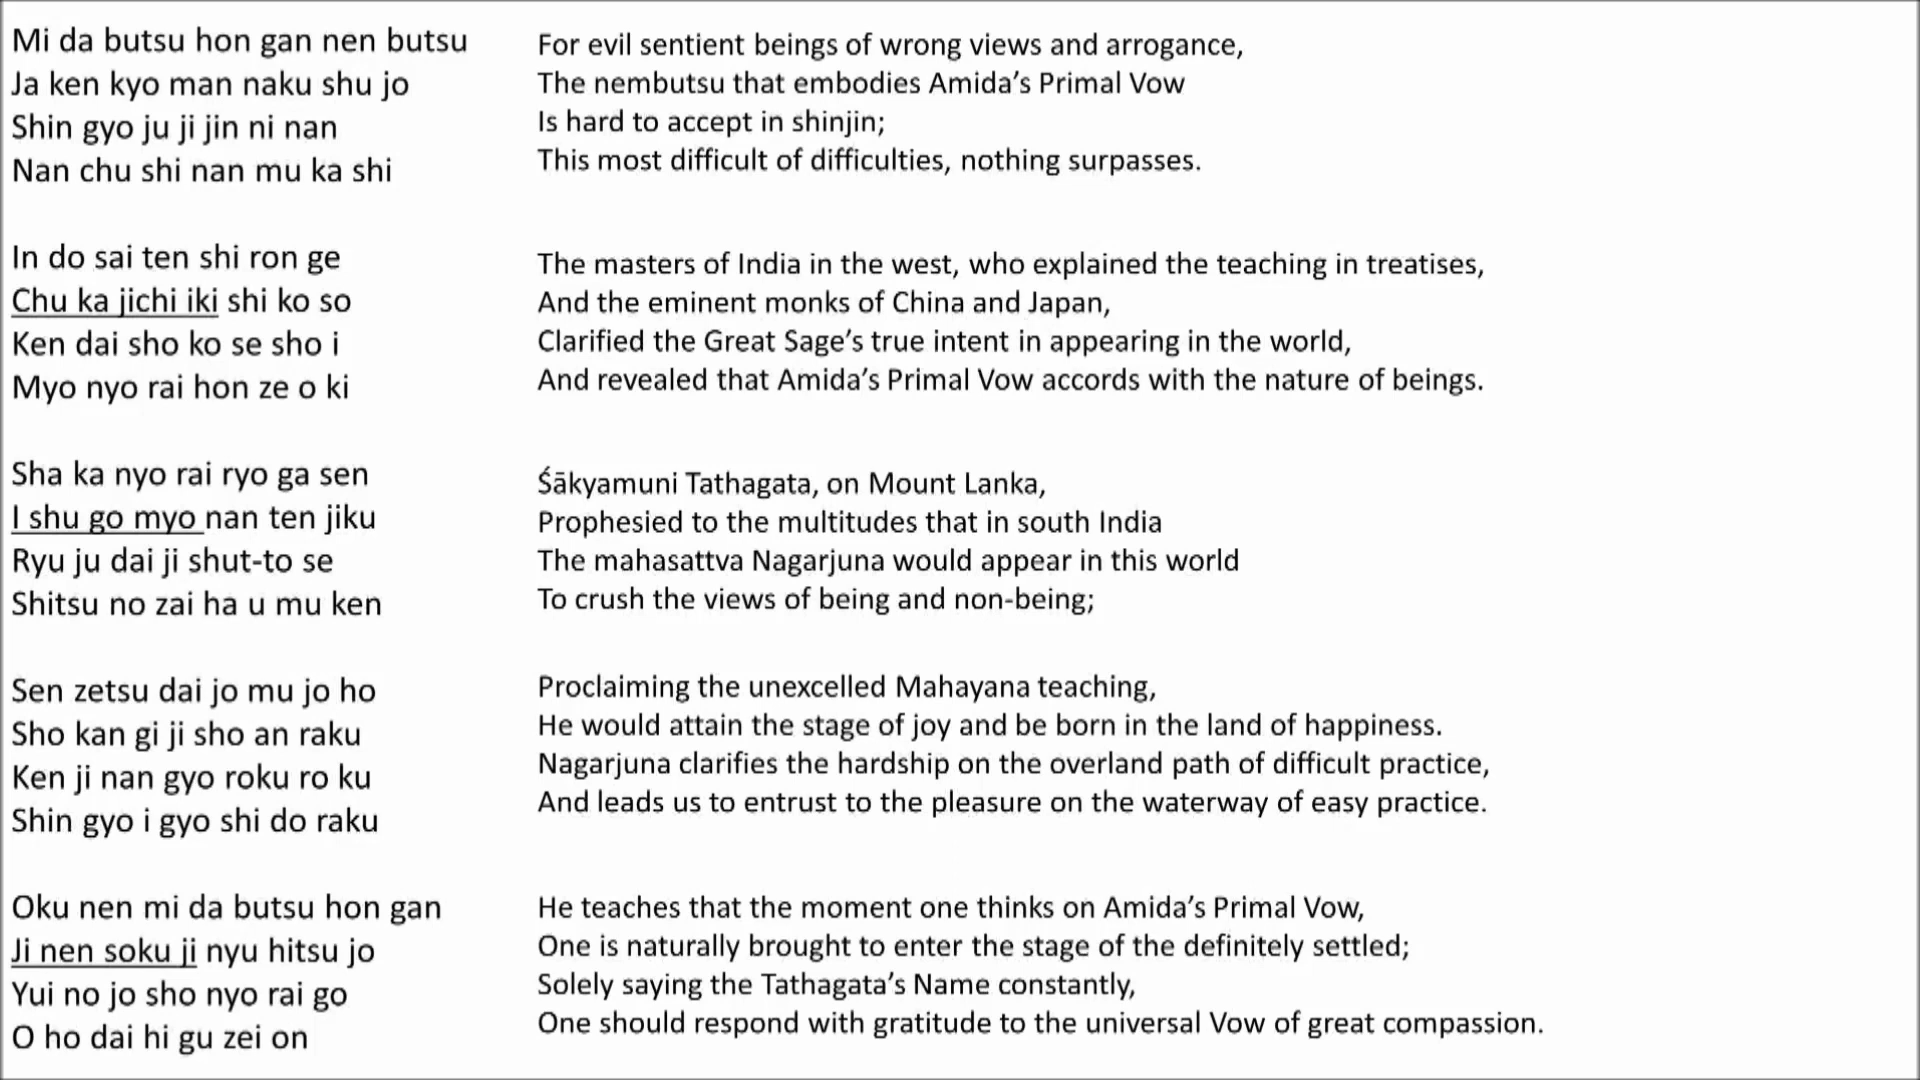 Mi da butsu hon gan nen butsu
Ja ken kyo man naku shu jo
Shin gyo ju ji jin ni nan
Nan chu shi nan mu ka shi
For evil sentient beings of wrong views and arrogance,
The nembutsu that embodies Amida’s Primal Vow
Is hard to accept in shinjin;
This most difficult of difficulties, nothing surpasses.
In do sai ten shi ron ge
Chu ka jichi iki shi ko so
Ken dai sho ko se sho i
Myo nyo rai hon ze o ki
The masters of India in the west, who explained the teaching in treatises,
And the eminent monks of China and Japan,
Clarified the Great Sage’s true intent in appearing in the world,
And revealed that Amida’s Primal Vow accords with the nature of beings.
Sha ka nyo rai ryo ga sen
I shu go myo nan ten jiku
Ryu ju dai ji shut-to se
Shitsu no zai ha u mu ken
Śākyamuni Tathagata, on Mount Lanka,
Prophesied to the multitudes that in south India
The mahasattva Nagarjuna would appear in this world
To crush the views of being and non-being;
Sen zetsu dai jo mu jo ho
Sho kan gi ji sho an raku
Ken ji nan gyo roku ro ku
Shin gyo i gyo shi do raku
Proclaiming the unexcelled Mahayana teaching,
He would attain the stage of joy and be born in the land of happiness.
Nagarjuna clarifies the hardship on the overland path of difficult practice,
And leads us to entrust to the pleasure on the waterway of easy practice.
Oku nen mi da butsu hon gan
Ji nen soku ji nyu hitsu jo
Yui no jo sho nyo rai go
O ho dai hi gu zei on
He teaches that the moment one thinks on Amida’s Primal Vow,
One is naturally brought to enter the stage of the definitely settled;
Solely saying the Tathagata’s Name constantly,
One should respond with gratitude to the universal Vow of great compassion.